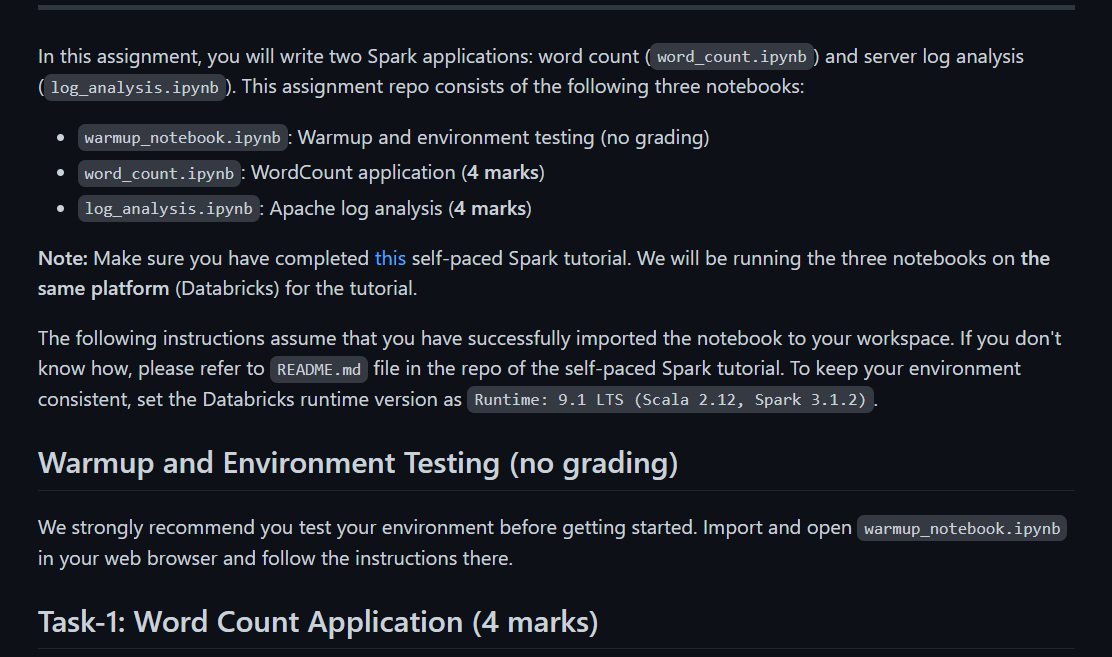 In this assignment, you will write two Spark applications: word count (word_count.ipynb) and server log analysis
(log_analysis.ipynb). This assignment repo consists of the following three notebooks:
• warmup_notebook.ipynb: Warmup and environment testing (no grading)
• word_count.ipynb: WordCount application (4 marks)
• log_analysis.ipynb: Apache log analysis (4 marks)
Note: Make sure you have completed this self-paced Spark tutorial. We will be running the three notebooks on the
same platform (Databricks) for the tutorial.
The following instructions assume that you have successfully imported the notebook to your workspace. If you don't
know how, please refer to README.md file in the repo of the self-paced Spark tutorial. To keep your environment
consistent, set the Databricks runtime version as Runtime: 9.1 LTS (Scala 2.12, Spark 3.1.2).
Warmup and Environment Testing (no grading)
We strongly recommend you test your environment before getting started. Import and open warmup_notebook.ipynb
in your web browser and follow the instructions there.
Task-1: Word Count Application (4 marks)